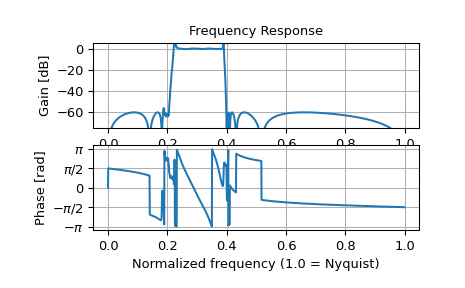 Frequency Response
Gain [dB]
0
−20
−40
−60
0.0 0.2 0.4 0.6 0.8 1.0
Phase [rad]
π
π/2
0
−π/2
−π
0.0 0.2 0.4 0.6 0.8 1.0
Normalized frequency (1.0 = Nyquist)